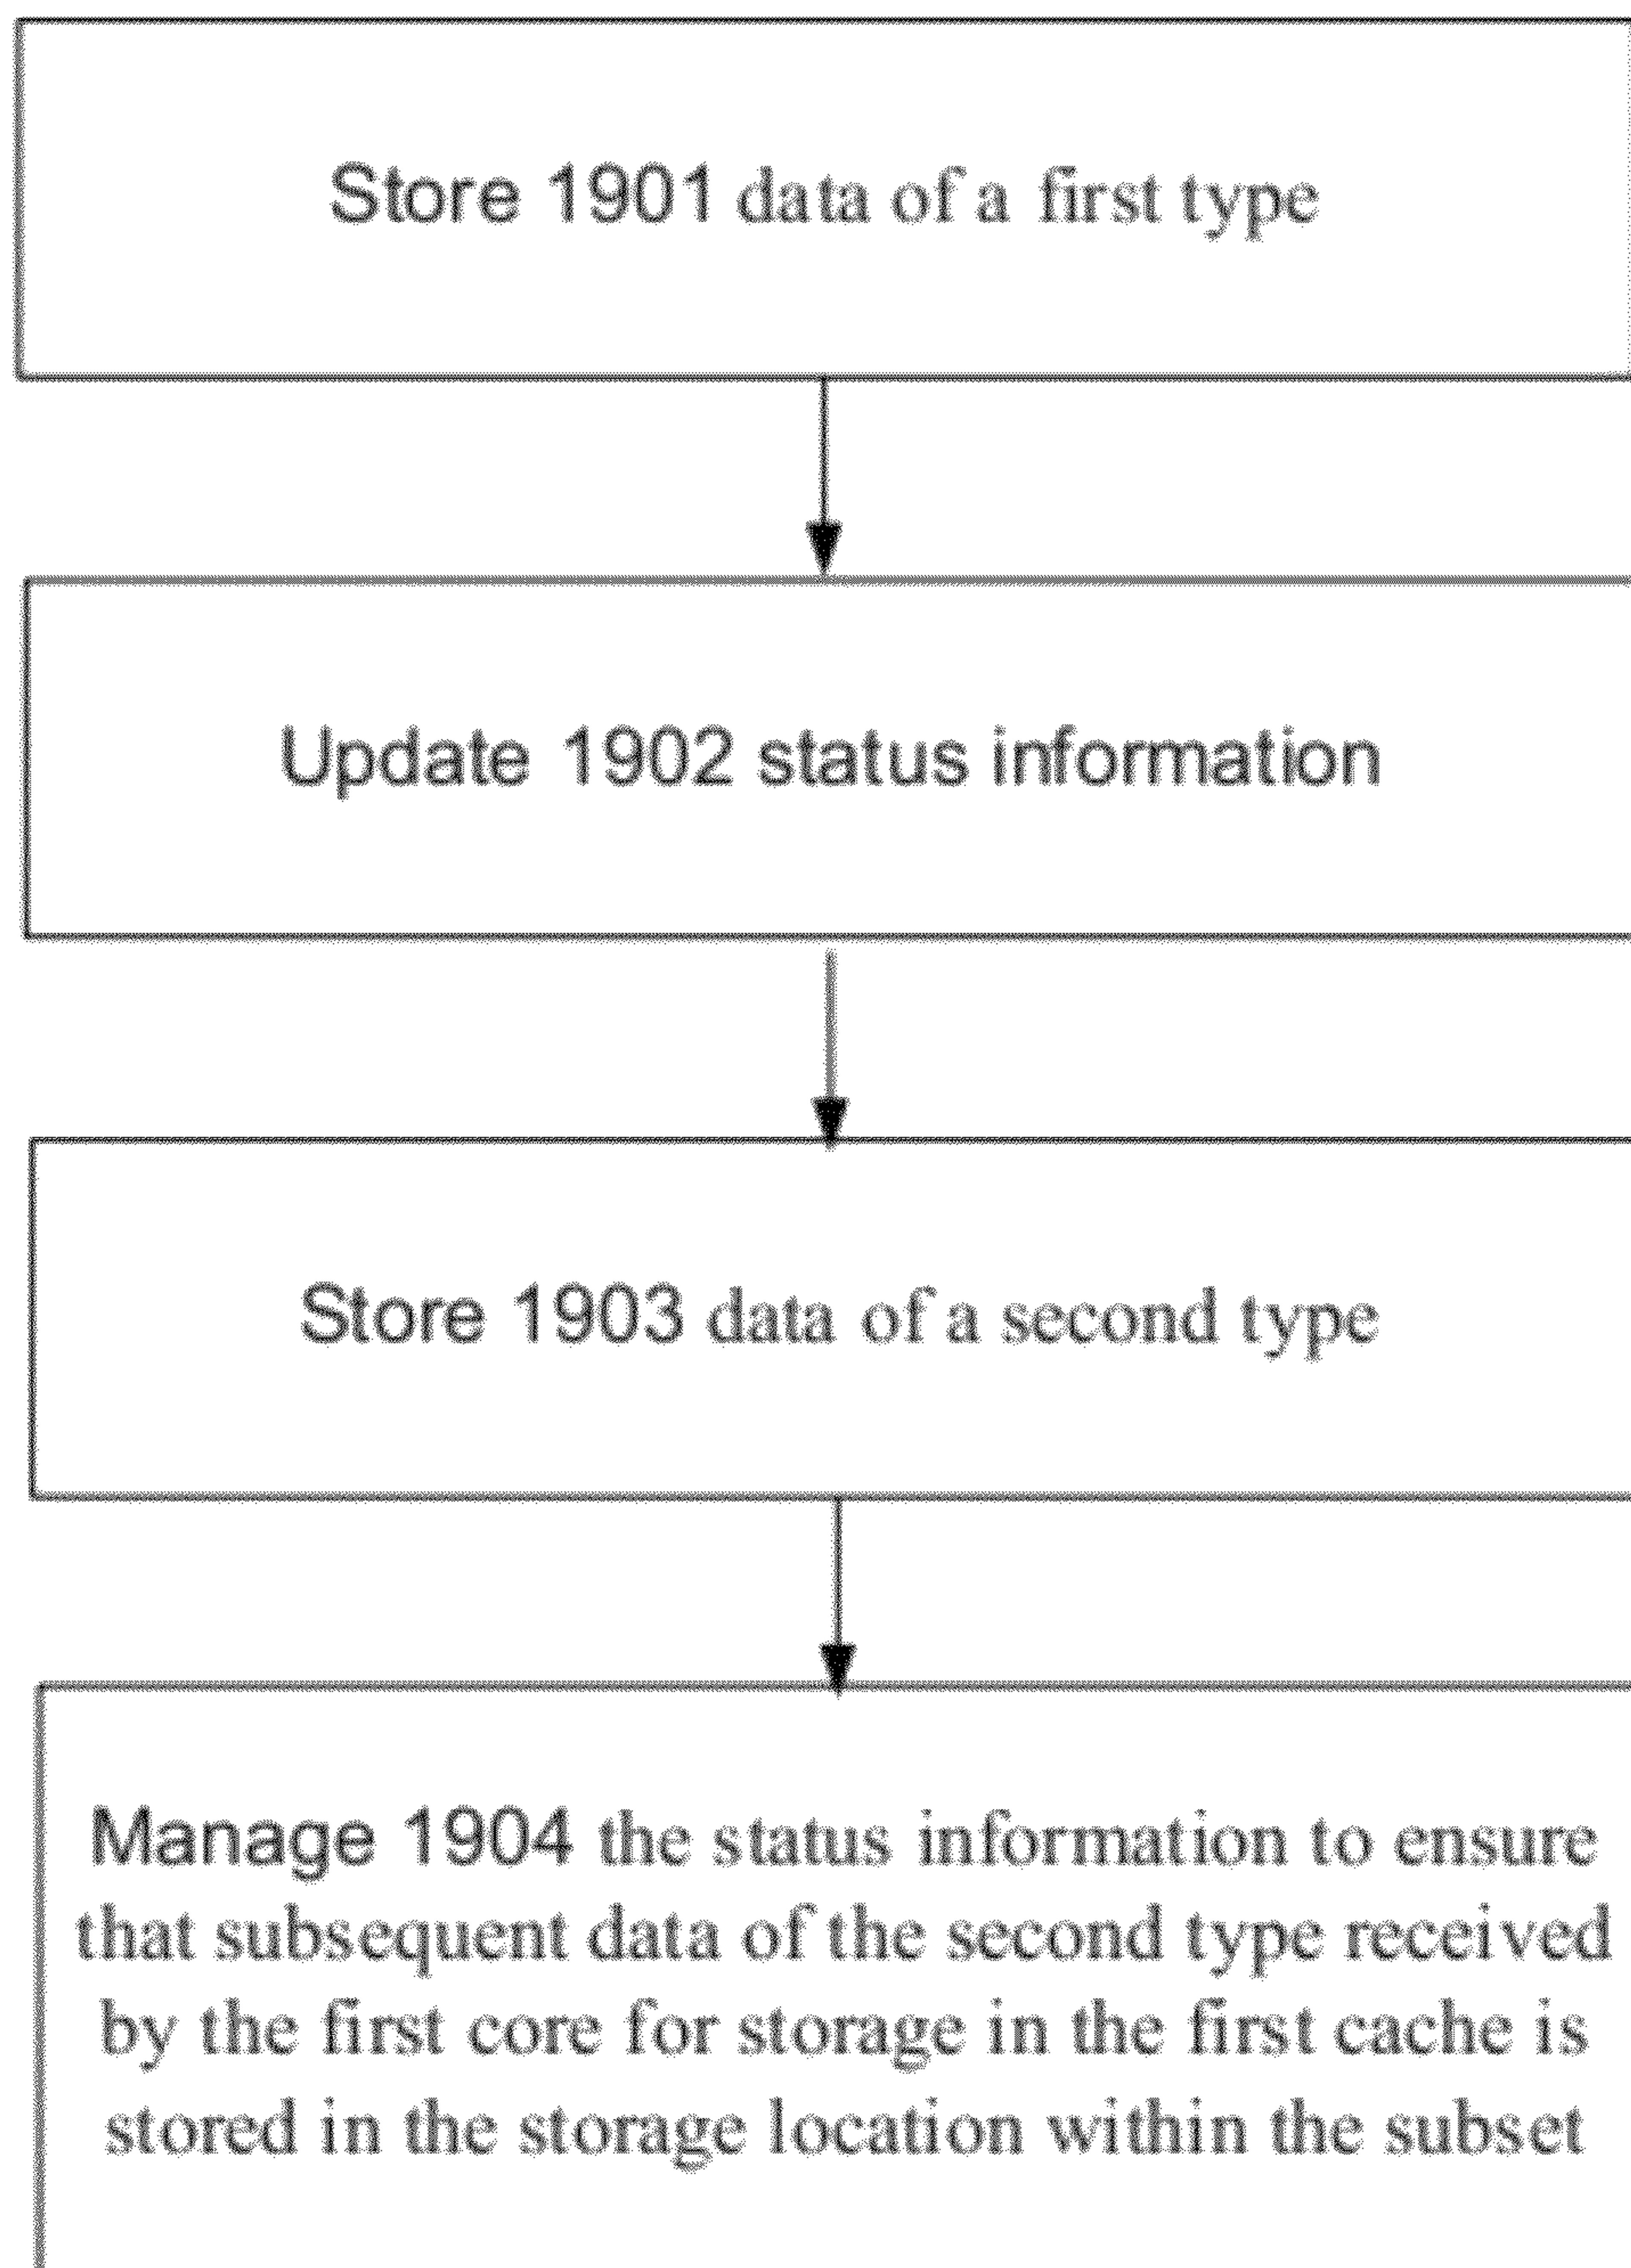 Store 1901 data of a first type
Update 1902 status information
Store 1903 data of a second type
Manage 1904 the status information to ensure
that subsequent data of the second type received
by the first core for storage in the first cache is
stored in the storage location within the subset